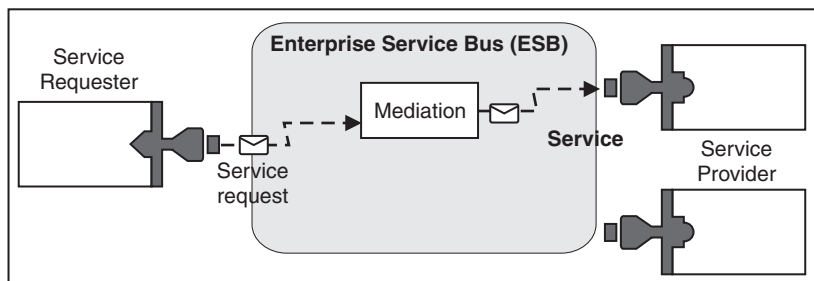 Enterprise Service Bus (ESB)
Service
Requester
Mediation
Service
request
Service
Service
Provider